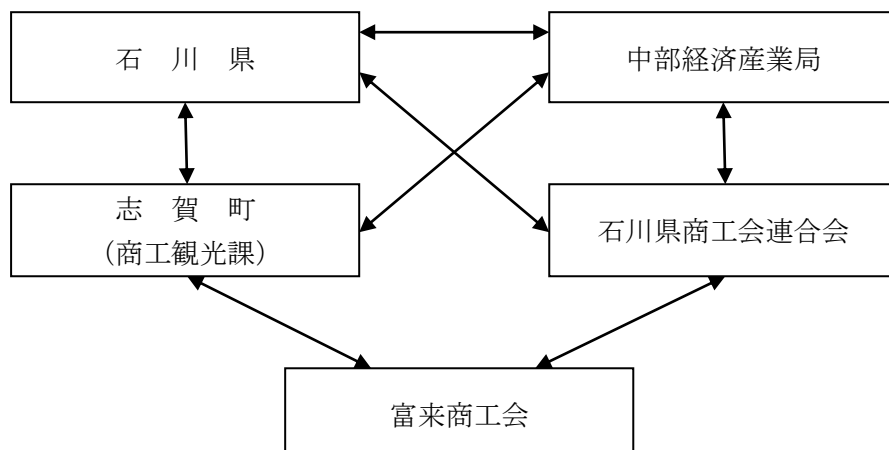 石　川　県
中部経済産業局
志　賀　町
（商工観光課）
石川県商工会連合会
富来商工会